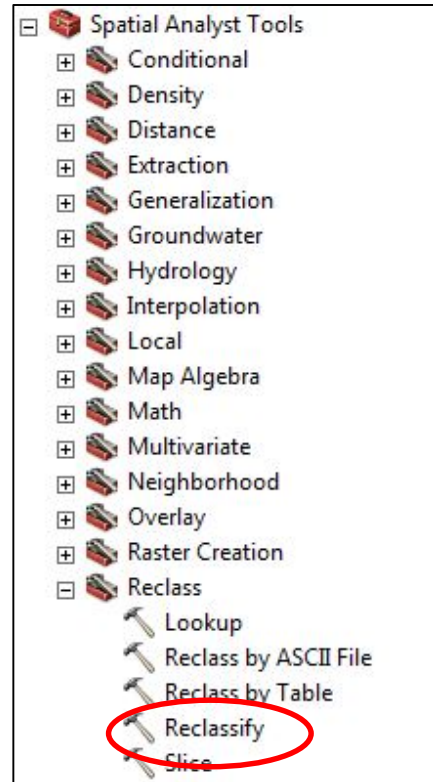 Spatial Analyst Tools
Conditional
Density
Distance
Extraction
Generalization
Groundwater
Hydrology
Interpolation
Local
Map Algebra
Math
Multivariate
Neighborhood
Overlay
Raster Creation
Reclass
Lookup
Reclass by ASCII File
Reclass by Table
Reclassify
Slice